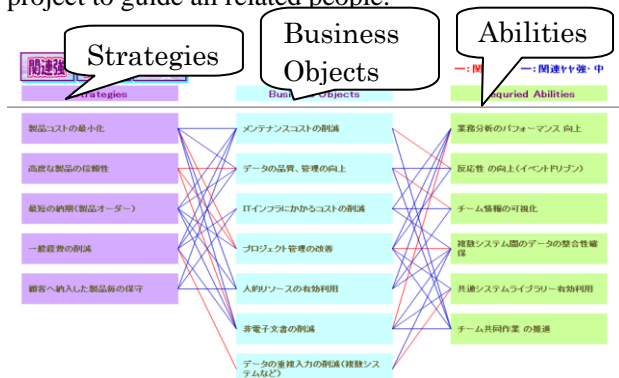 project to guide all related people.
Strategies
Business
Objects
Abilities
関連強
一:関
一:関連やや強・中
trategies
Busi
Objects
equried Abilities
製品コストの最小化
メンテナンスコストの削減
業務分析のパフォーマンス 向上
高度な製品の信頼性
データの品質、管理の向上
反応性 の向上(イベントドリブン)
最短の納期(製品オーダー)
ITインフラにかかるコストの削減
チーム情報の可視化
一般経費の削減
プロジェクト管理の改善
複数システム間のデータの整合性確
保
顧客へ納入した製品毎の保守
人的リソースの有効利用
共通システムライブラリー有効利用
非電子文書の削減
チーム共同作業 の推進
データの重複入力の削減(複数シス
テムなど)